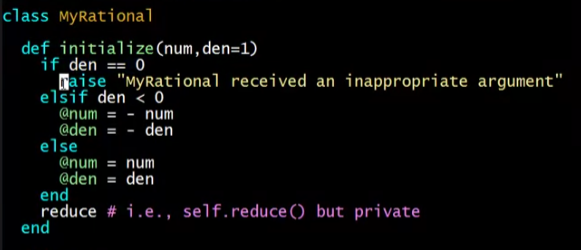 class MyRational
def initialize(num,den=1)
if den == 0
raise "MyRational received an inappropriate argument"
elsif den < 0
@num = - num
@den = - den
else
@num = num
@den = den
end
reduce # i.e., self.reduce() but private
end